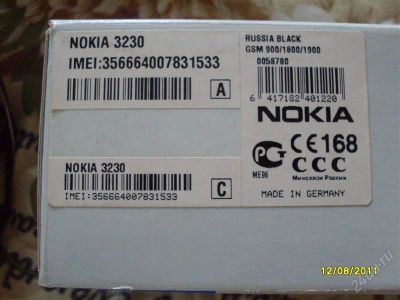 NOKIA 3230
IMEI:356664007831533
A
RUSSIA BLACK
GSM 900/1800/1900
0058780
6 417182 401220
NOKIA
CE168
ME96
CCC
Минсвязи России
MADE IN GERMANY
NOKIA 3230
IMEI:356664007831533
C
12/08/2011